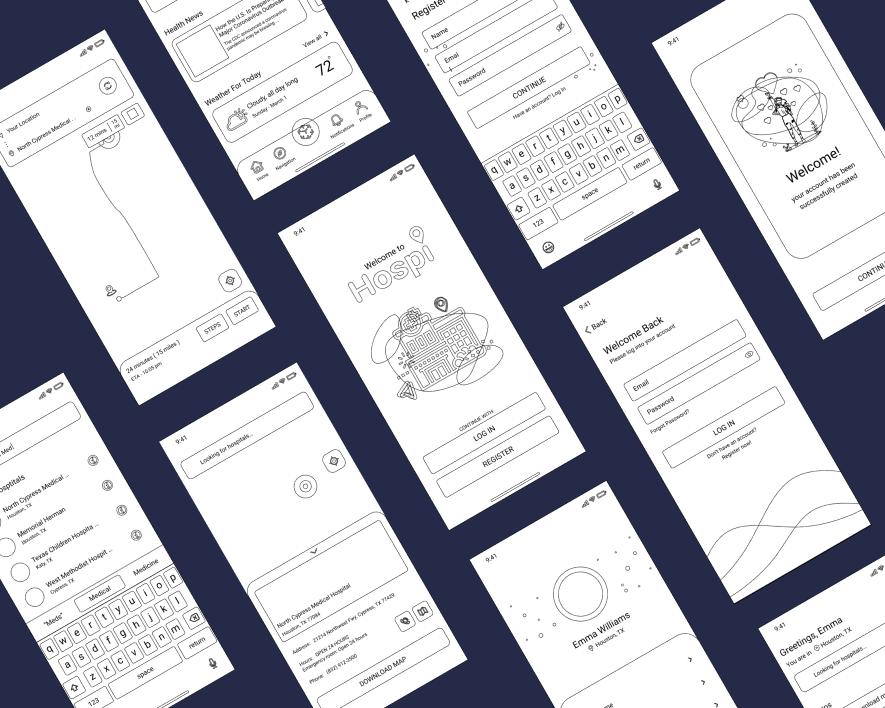 Your Location
North Cypress Medical ...
12 mins
15 mi
24 minutes ( 15 miles )
ETA - 10:05 pm
STEPS
START
Health News
How the U.S. Is Prepari
Major Coronavirus Outbreak
The CDC announced a coronavirus
pandemic may be brewing ...
View all
Weather For Today
Cloudy, all day long
Sunday . March 1
72°
Home
Navigation
Notifications
Profile
Register
Name
Email
Password
CONTINUE
Have an account? Log In
q w e r t y u i o p
a s d f g h j k l
z x c v b n m
123
space
return
9:41
Welcome!
your account has been
successfully created
CONTINU
9:41
Welcome to
Hospi
CONTINUE WITH
LOG IN
REGISTER
9:41
Back
Welcome Back
Please log into your account
Email
Password
Forgot Password?
LOG IN
Don't have an account?
Register now!
Med|
ospitals
North Cypress Medical ...
Houston, TX
Memorial Herman
Houston, TX
Texas Children Hospita ...
Katy, TX
West Methodist Hospit ...
Cypress, TX
"Meds"
Medical
Medicine
q w e r t y u i o p
a s d f g h j k l
z x c v b n m
123
space
return
9:41
Looking for hospitals...
North Cypress Medical Hospital
Houston, TX 77094
Address: 21214 Northwest Fwy, Cypress, TX 77429
Hours: OPEN 24 HOURS
Emergency room: Open 24 hours
Phone: (832) 912-3500
DOWNLOAD MAP
9:41
Emma Williams
Houston, TX
9:41
Greetings, Emma
You are in
Houston, TX
Looking for hospitals...